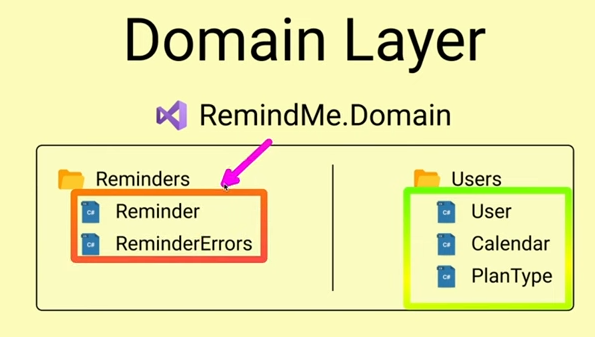 Domain Layer
RemindMe.Domain
Reminders
C# Reminder
C# ReminderErrors
Users
C# User
C# Calendar
C# PlanType